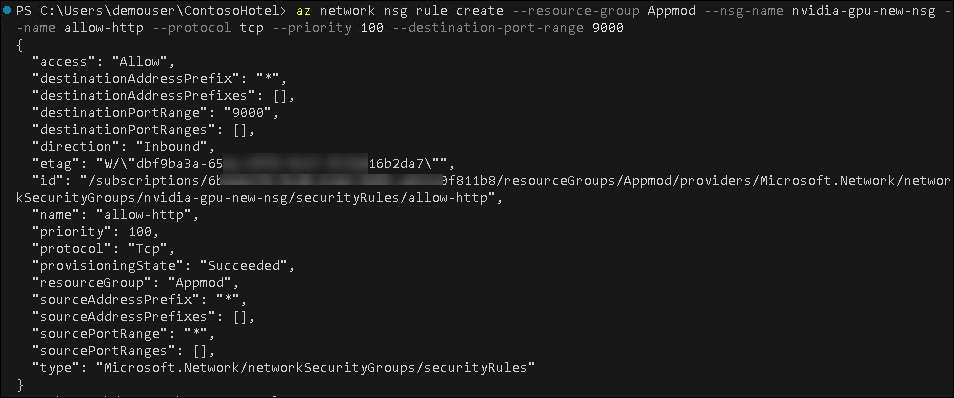 PS C:\Users\demouser\ContosoHotel> az network nsg rule create --resource-group Appmod --nsg-name nvidia-gpu-new-nsg -
-name allow-http --protocol tcp --priority 100 --destination-port-range 9000
{
  "access": "Allow",
  "destinationAddressPrefix": "*",
  "destinationAddressPrefixes": [],
  "destinationPortRange": "9000",
  "destinationPortRanges": [],
  "direction": "Inbound",
  "etag": "W/\"dbf9ba3a-65 16b2da7\"",
  "id": "/subscriptions/6b 0f811b8/resourceGroups/Appmod/providers/Microsoft.Network/networ
kSecurityGroups/nvidia-gpu-new-nsg/securityRules/allow-http",
  "name": "allow-http",
  "priority": 100,
  "protocol": "Tcp",
  "provisioningState": "Succeeded",
  "resourceGroup": "Appmod",
  "sourceAddressPrefix": "*",
  "sourceAddressPrefixes": [],
  "sourcePortRange": "*",
  "sourcePortRanges": [],
  "type": "Microsoft.Network/networkSecurityGroups/securityRules"
}